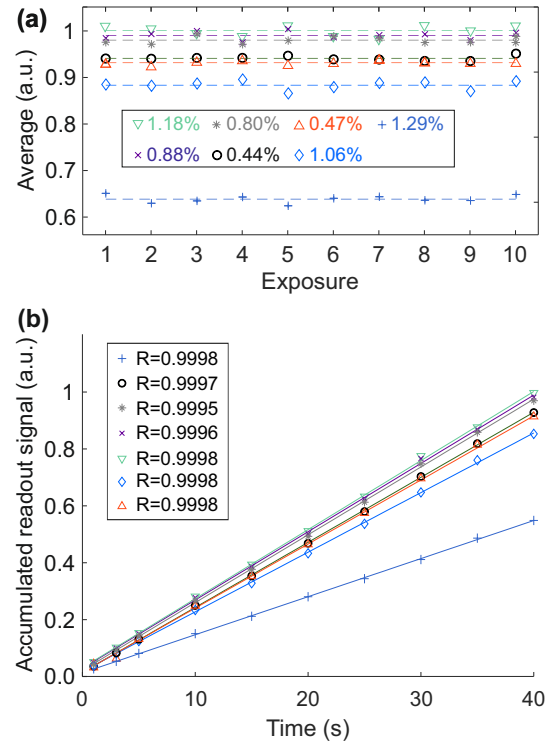 (a)
1
0.9
0.8
0.7
0.6
Average (a.u.)
1.18% 0.80% 0.47% 1.29%
0.88% 0.44% 1.06%
1 2 3 4 5 6 7 8 9 10
Exposure
(b)
Accumulated readout signal (a.u.)
1
0.8
0.6
0.4
0.2
0.0
R=0.9998
R=0.9997
R=0.9995
R=0.9996
R=0.9998
R=0.9998
R=0.9998
0 10 20 30 40
Time (s)